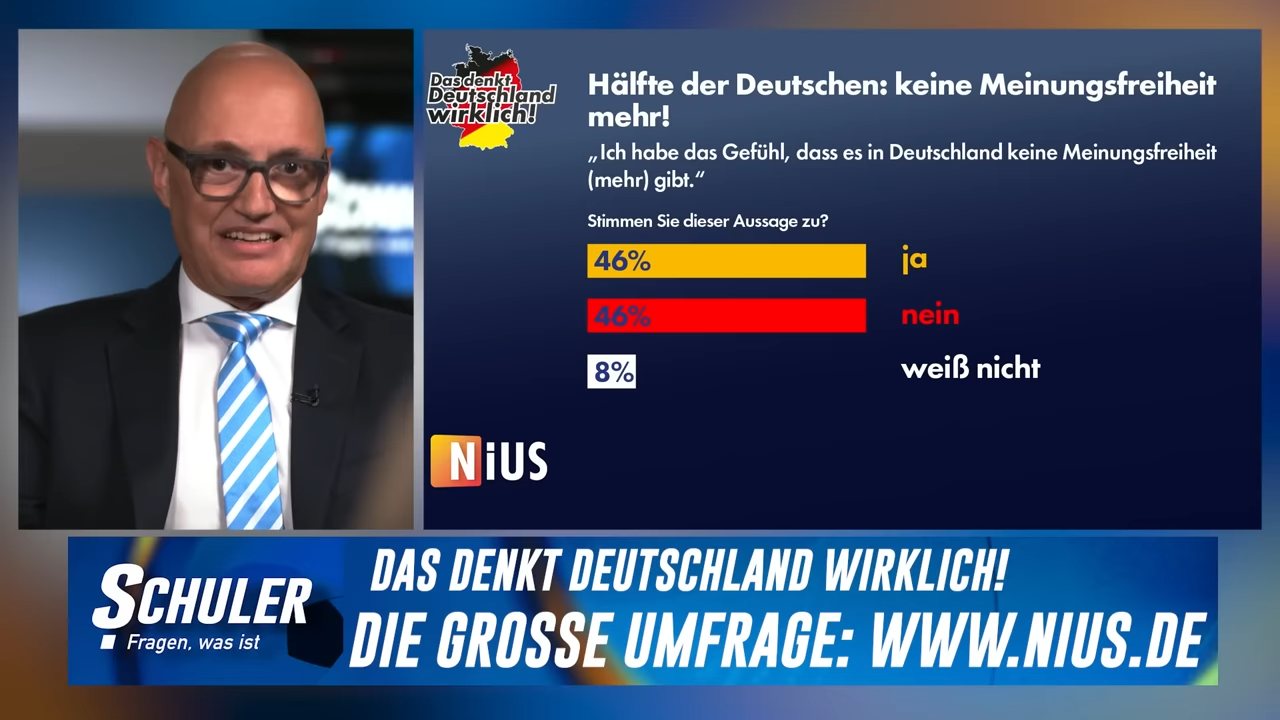 Das denkt
Deutschland
wirklich!
Hälfte der Deutschen: keine Meinungsfreiheit
mehr!
„Ich habe das Gefühl, dass es in Deutschland keine Meinungsfreiheit
(mehr) gibt.“
Stimmen Sie dieser Aussage zu?
46% ja
46% nein
8% weiß nicht
NiUS
SCHULER
Fragen, was ist
DAS DENKT DEUTSCHLAND WIRKLICH!
DIE GROSSE UMFRAGE: WWW.NIUS.DE